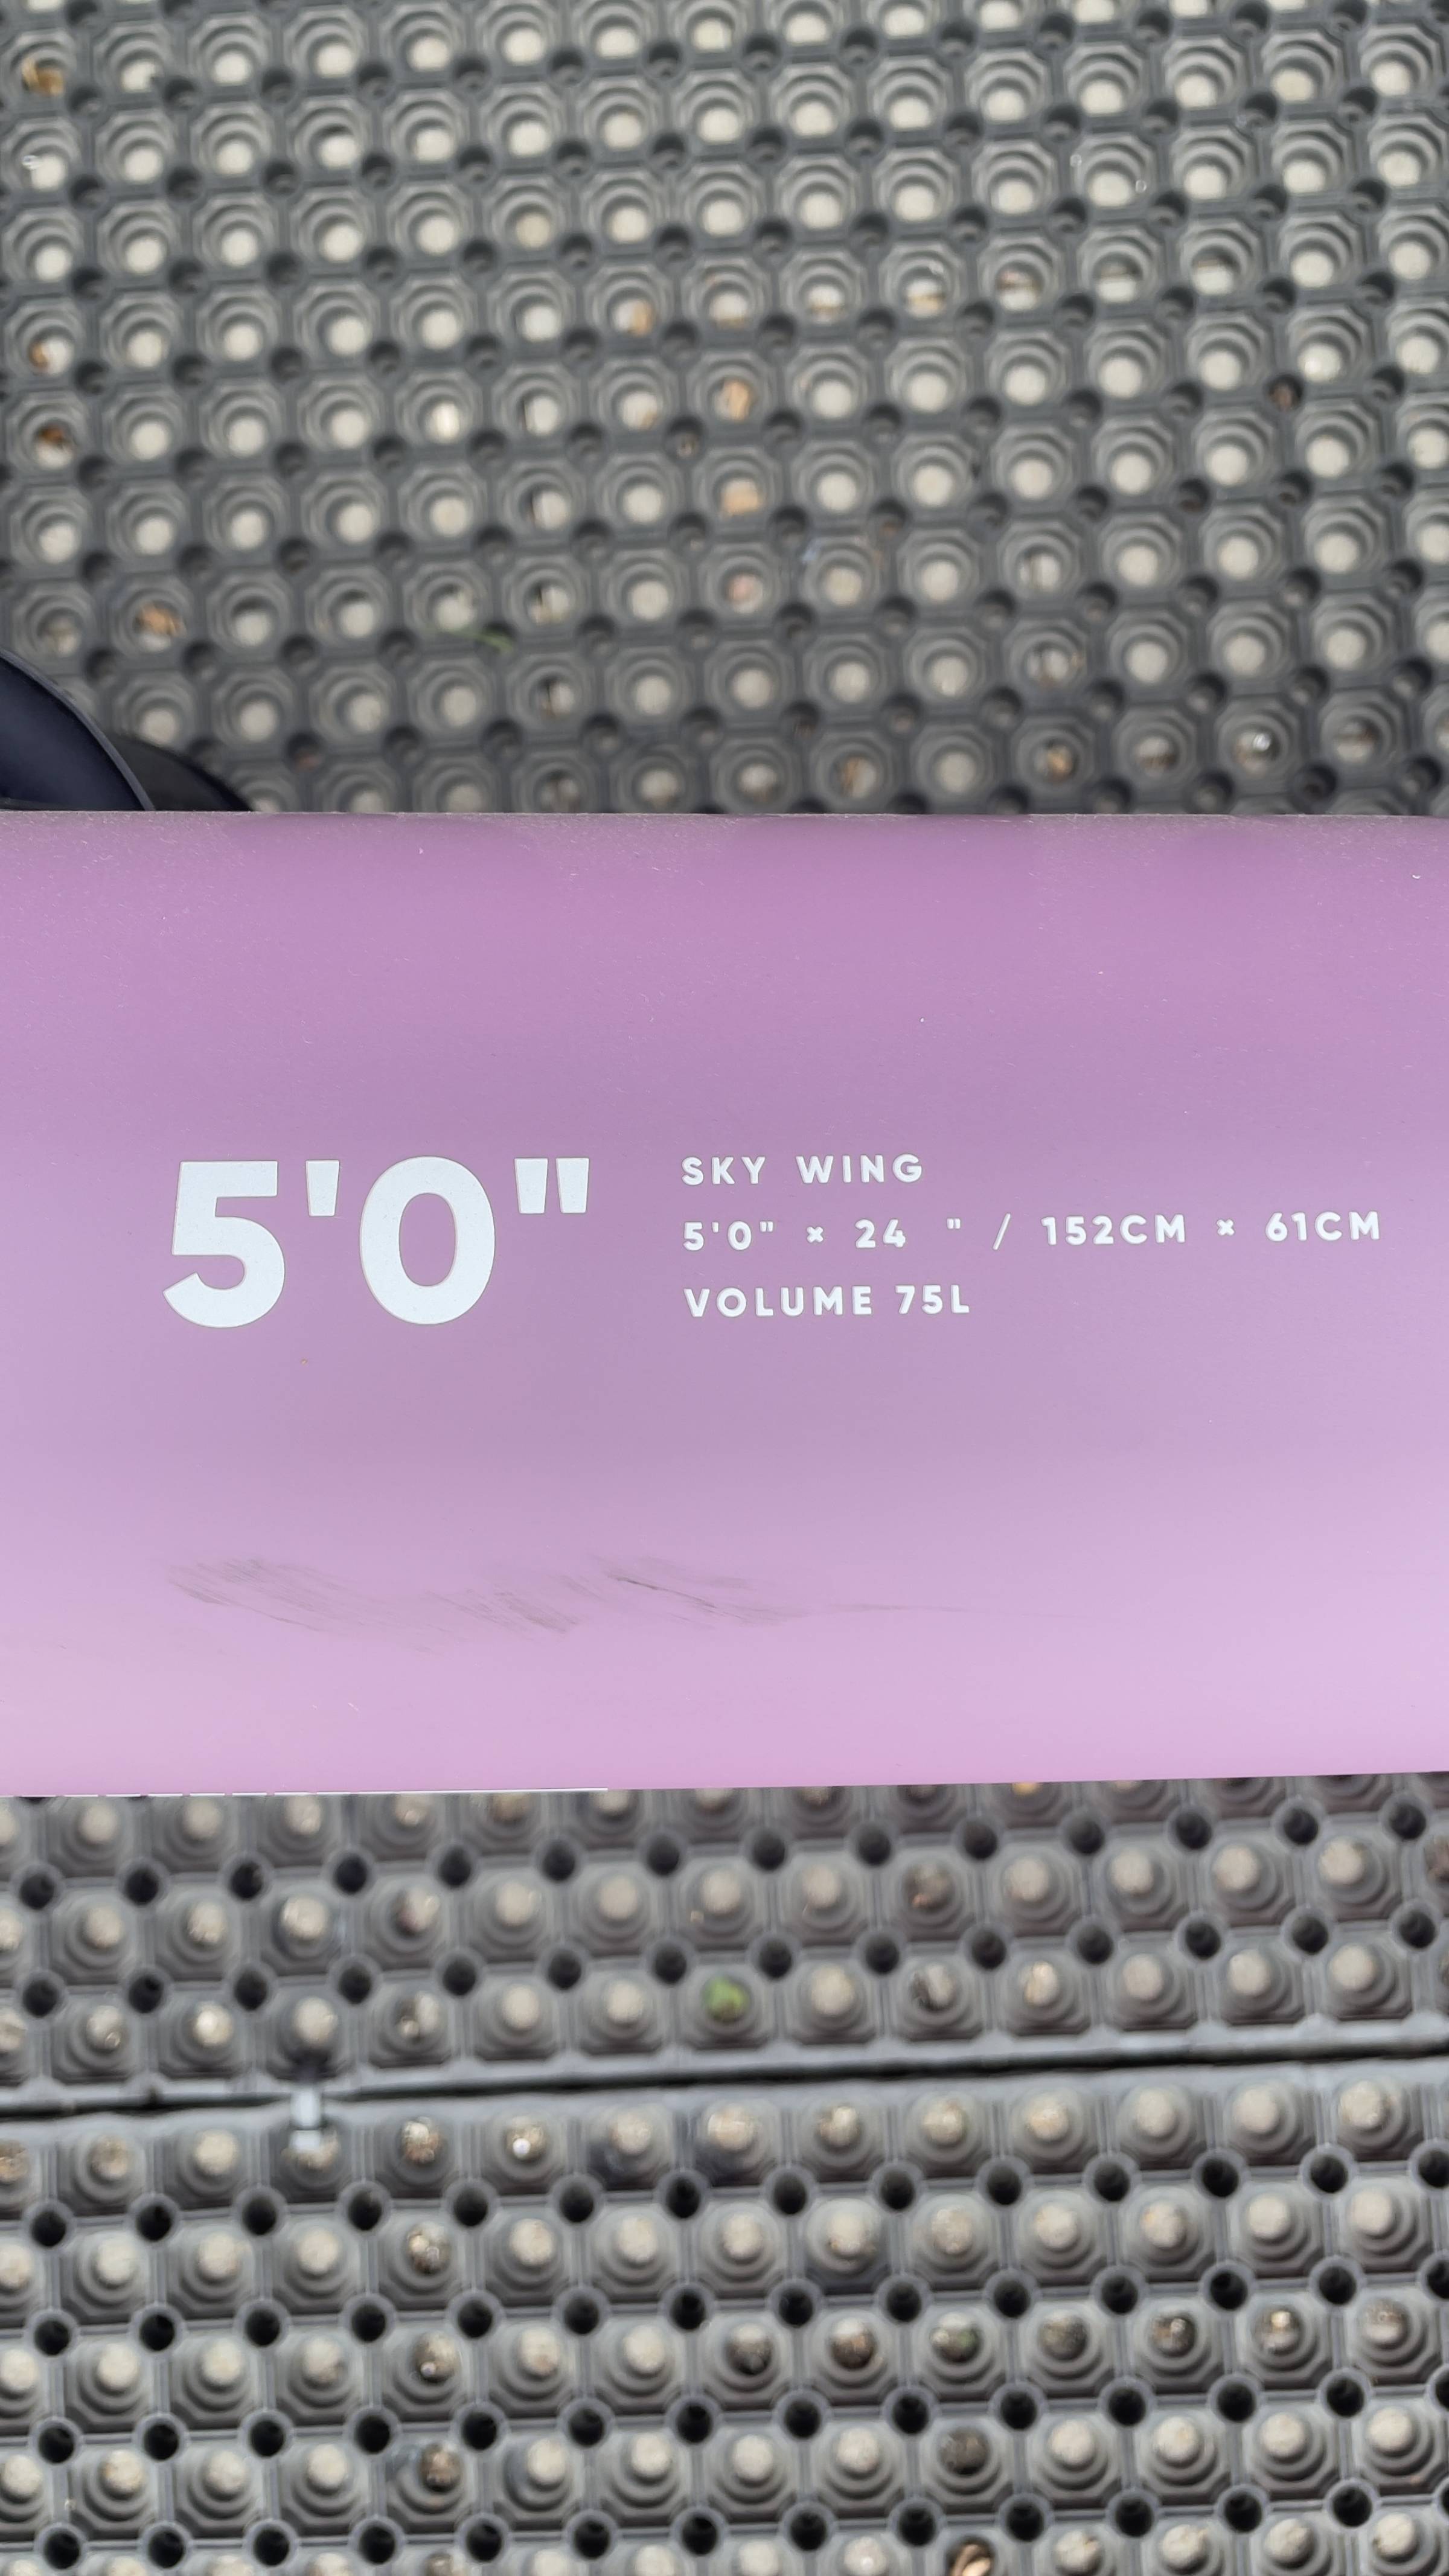 5'0"
SKY WING
5'0" × 24 " / 152CM × 61CM
VOLUME 75L